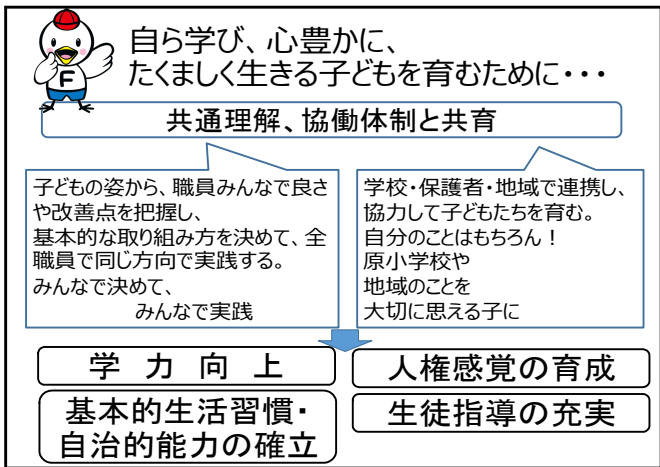 F
自ら学び、心豊かに、
たくましく生きる子どもを育むために・・・
共通理解、協働体制と共育
子どもの姿から、職員みんなで良さ
や改善点を把握し、
基本的な取り組み方を決めて、全
職員で同じ方向で実践する。
みんなで決めて、
みんなで実践
学校・保護者・地域で連携し、
協力して子どもたちを育む。
自分のことはもちろん！
原小学校や
地域のことを
大切に思える子に
学 力 向 上
人権感覚の育成
基本的生活習慣・
自治的能力の確立
生徒指導の充実